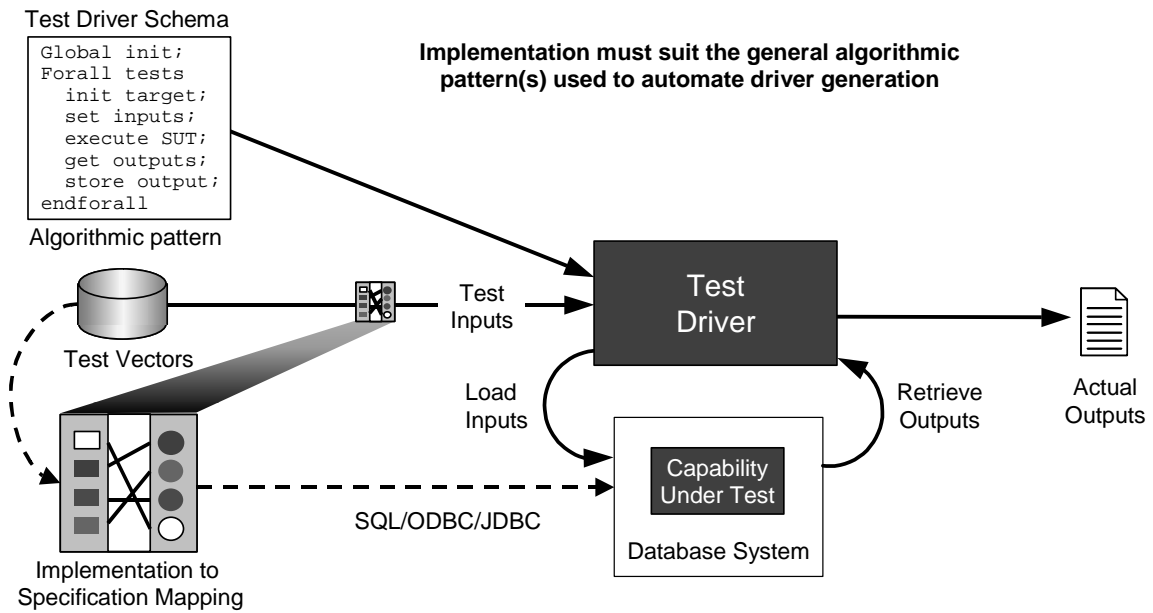 Test Driver Schema
Global init;
Forall tests
init target;
set inputs;
execute SUT;
get outputs;
store output;
endforall
Algorithmic pattern
Implementation must suit the general algorithmic
pattern(s) used to automate driver generation
Test Vectors
Test
Inputs
Test
Driver
Load
Inputs
Retrieve
Outputs
Actual
Outputs
Capability
Under Test
Database System
SQL/ODBC/JDBC
Implementation to
Specification Mapping